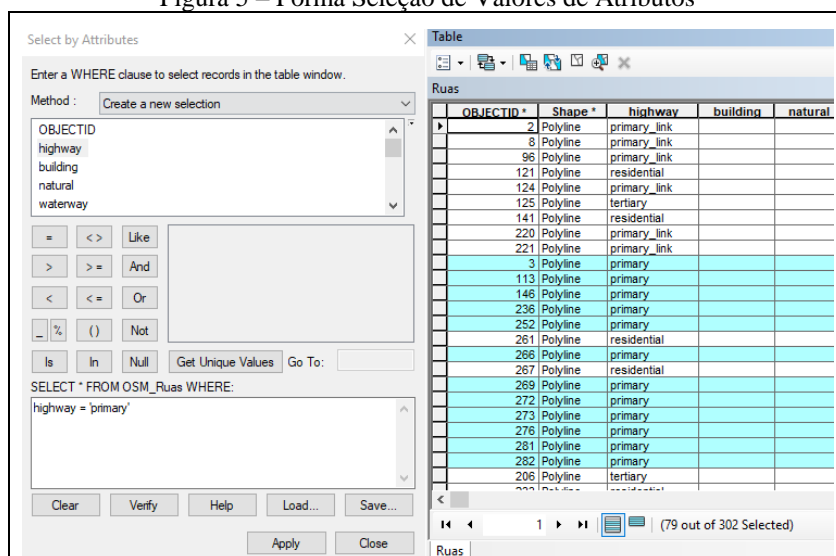 Figura 5 – Forma Seleção de Valores de Atributos
Select by Attributes
Enter a WHERE clause to select records in the table window.
Method : Create a new selection
OBJECTID
highway
building
natural
waterway
= <> Like
> >= And
< <= Or
_ % () Not
Is In Null Get Unique Values Go To:
SELECT * FROM OSM_Ruas WHERE:
highway = 'primary'
Clear Verify Help Load... Save...
Apply Close
Table
Ruas
OBJECTID * Shape * highway building natural
2 Polyline primary_link
8 Polyline primary_link
96 Polyline primary_link
121 Polyline residential
124 Polyline primary_link
125 Polyline tertiary
141 Polyline residential
220 Polyline primary_link
221 Polyline primary_link
3 Polyline primary
113 Polyline primary
146 Polyline primary
236 Polyline primary
252 Polyline primary
261 Polyline residential
266 Polyline primary
267 Polyline residential
269 Polyline primary
272 Polyline primary
273 Polyline primary
276 Polyline primary
281 Polyline primary
282 Polyline primary
206 Polyline tertiary
1 (79 out of 302 Selected)
Ruas